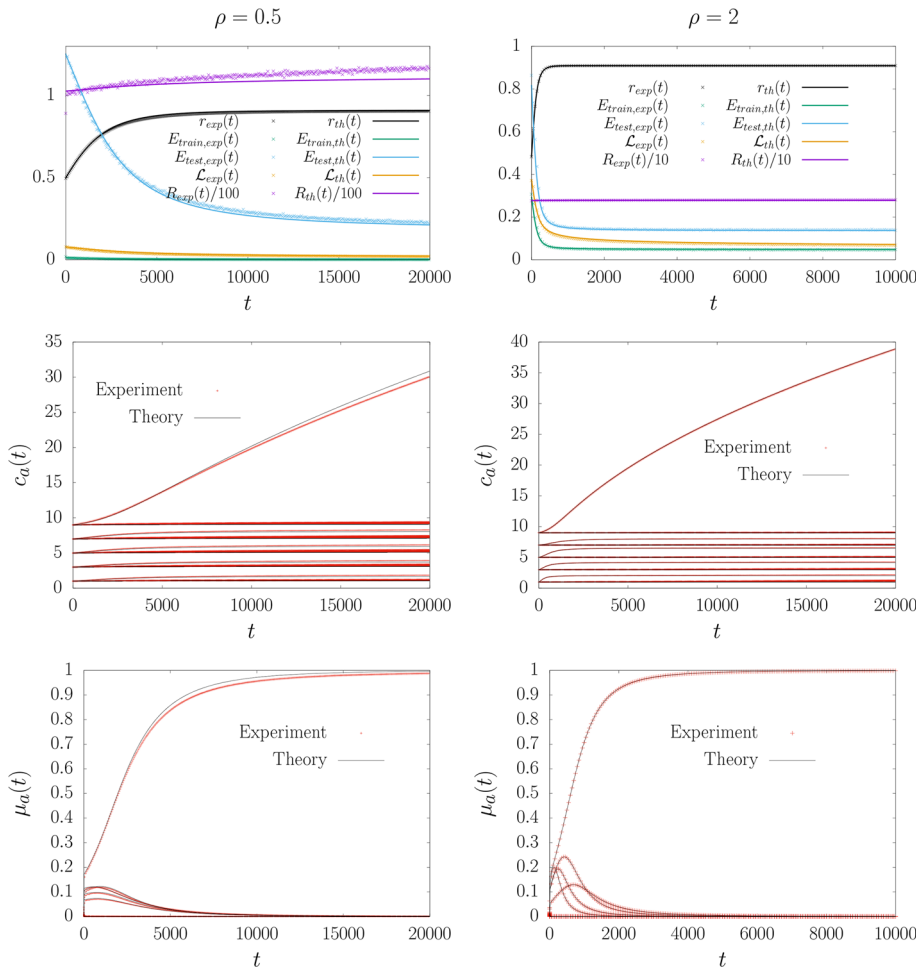 ρ = 0.5
ρ = 2
1
0.5
0
r_exp(t) r_th(t)
E_train,exp(t) E_train,th(t)
E_test,exp(t) E_test,th(t)
ℒ_exp(t) ℒ_th(t)
R_exp(t)/100 R_th(t)/100
0 5000 10000 15000 20000
t
1
0.8
0.6
0.4
0.2
0
r_exp(t) r_th(t)
E_train,exp(t) E_train,th(t)
E_test,exp(t) E_test,th(t)
ℒ_exp(t) ℒ_th(t)
R_exp(t)/10 R_th(t)/10
0 2000 4000 6000 8000 10000
t
c_a(t)
35
30
25
20
15
10
5
0
Experiment
Theory
0 5000 10000 15000 20000
t
c_a(t)
40
35
30
25
20
15
10
5
0
Experiment
Theory
0 5000 10000 15000 20000
t
μ_a(t)
1
0.9
0.8
0.7
0.6
0.5
0.4
0.3
0.2
0.1
0
Experiment
Theory
0 5000 10000 15000 20000
t
μ_a(t)
1
0.9
0.8
0.7
0.6
0.5
0.4
0.3
0.2
0.1
0
Experiment
Theory
0 2000 4000 6000 8000 10000
t